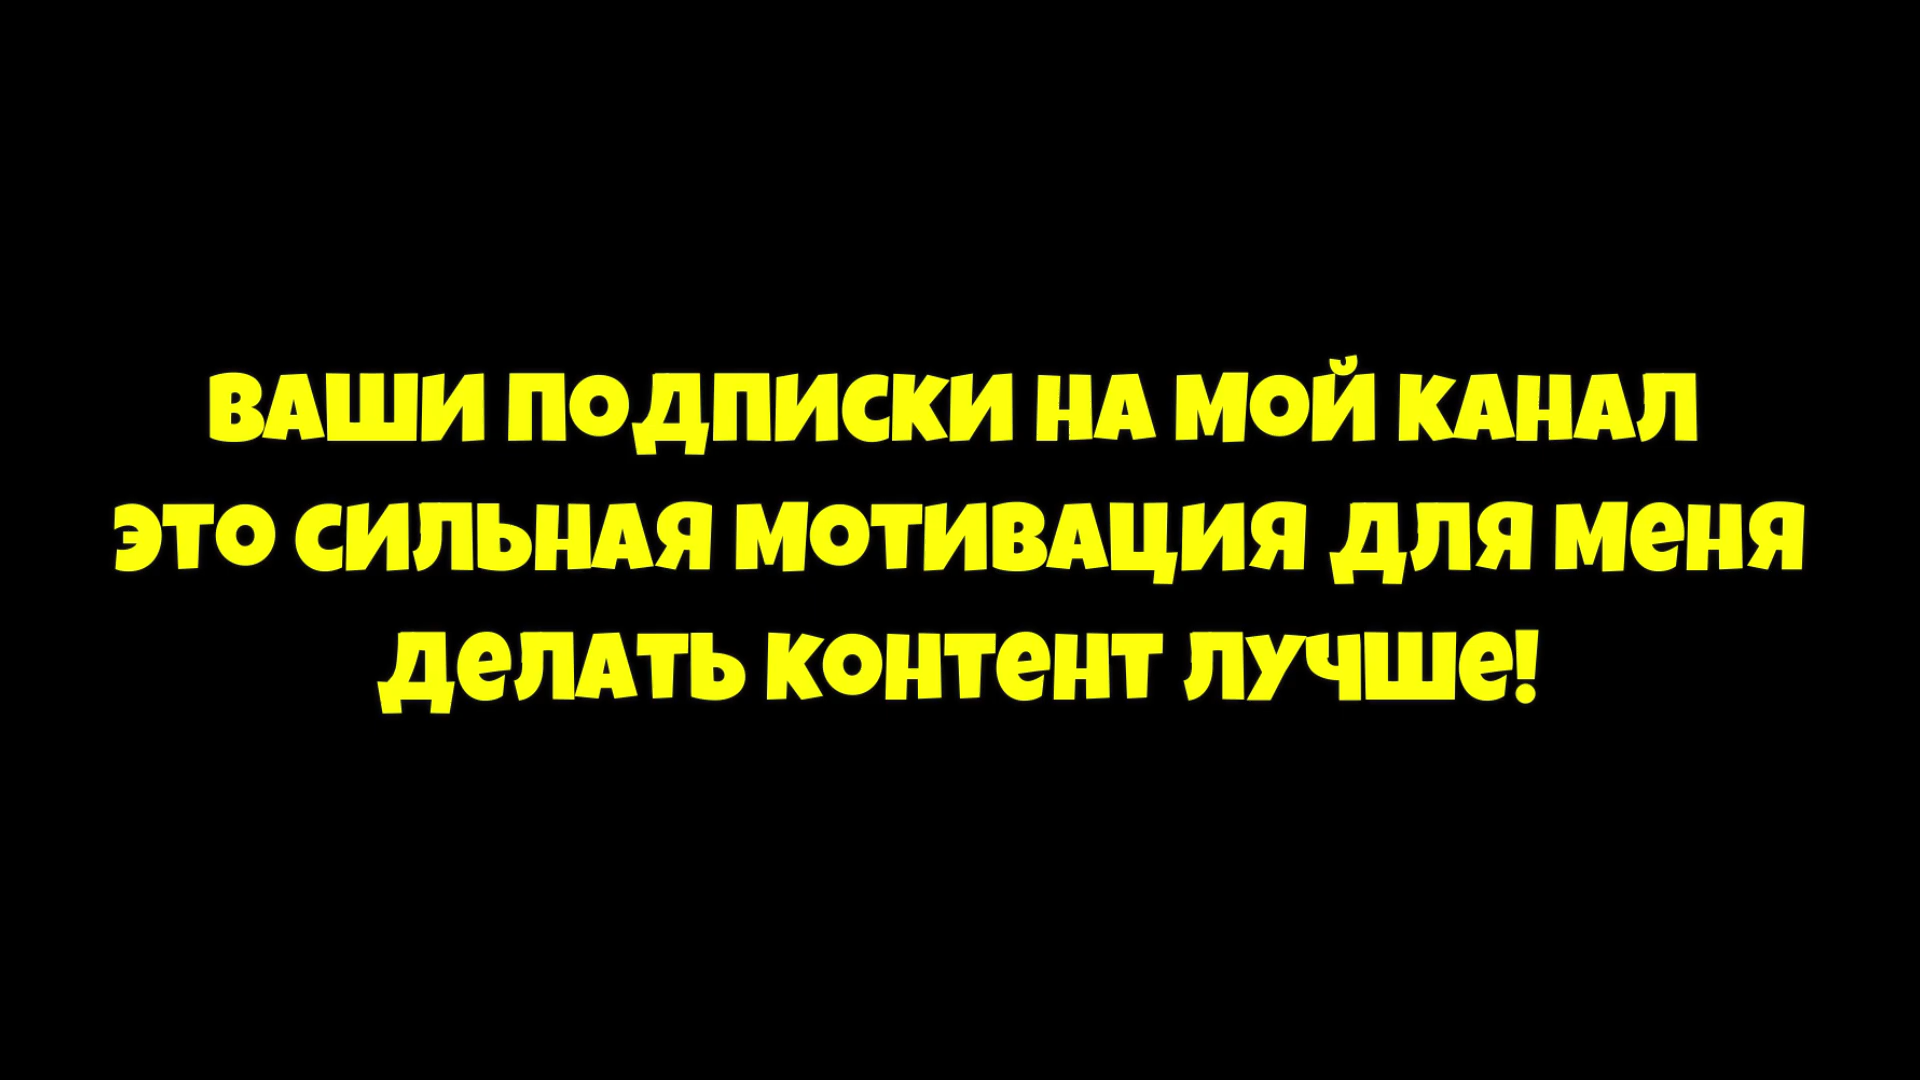 ВАШИ ПОДПИСКИ НА МОЙ КАНАЛ
ЭТО СИЛЬНАЯ МОТИВАЦИЯ ДЛЯ МеНЯ
ДеЛАТЬ КОНТеНТ ЛУЧШе!